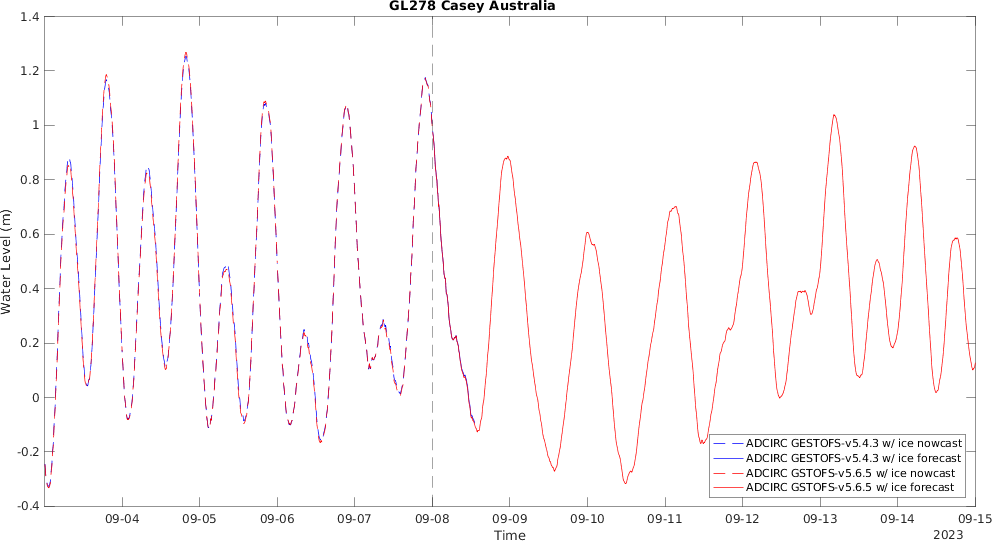 GL278 Casey Australia
1.4
1.2
1
0.8
0.6
0.4
0.2
0
-0.2
-0.4
Water Level (m)
09-04 09-05 09-06 09-07 09-08 09-09 09-10 09-11 09-12 09-13 09-14 09-15
Time
2023
ADCIRC GESTOFS-v5.4.3 w/ ice nowcast
ADCIRC GESTOFS-v5.4.3 w/ ice forecast
ADCIRC GSTOFS-v5.6.5 w/ ice nowcast
ADCIRC GSTOFS-v5.6.5 w/ ice forecast